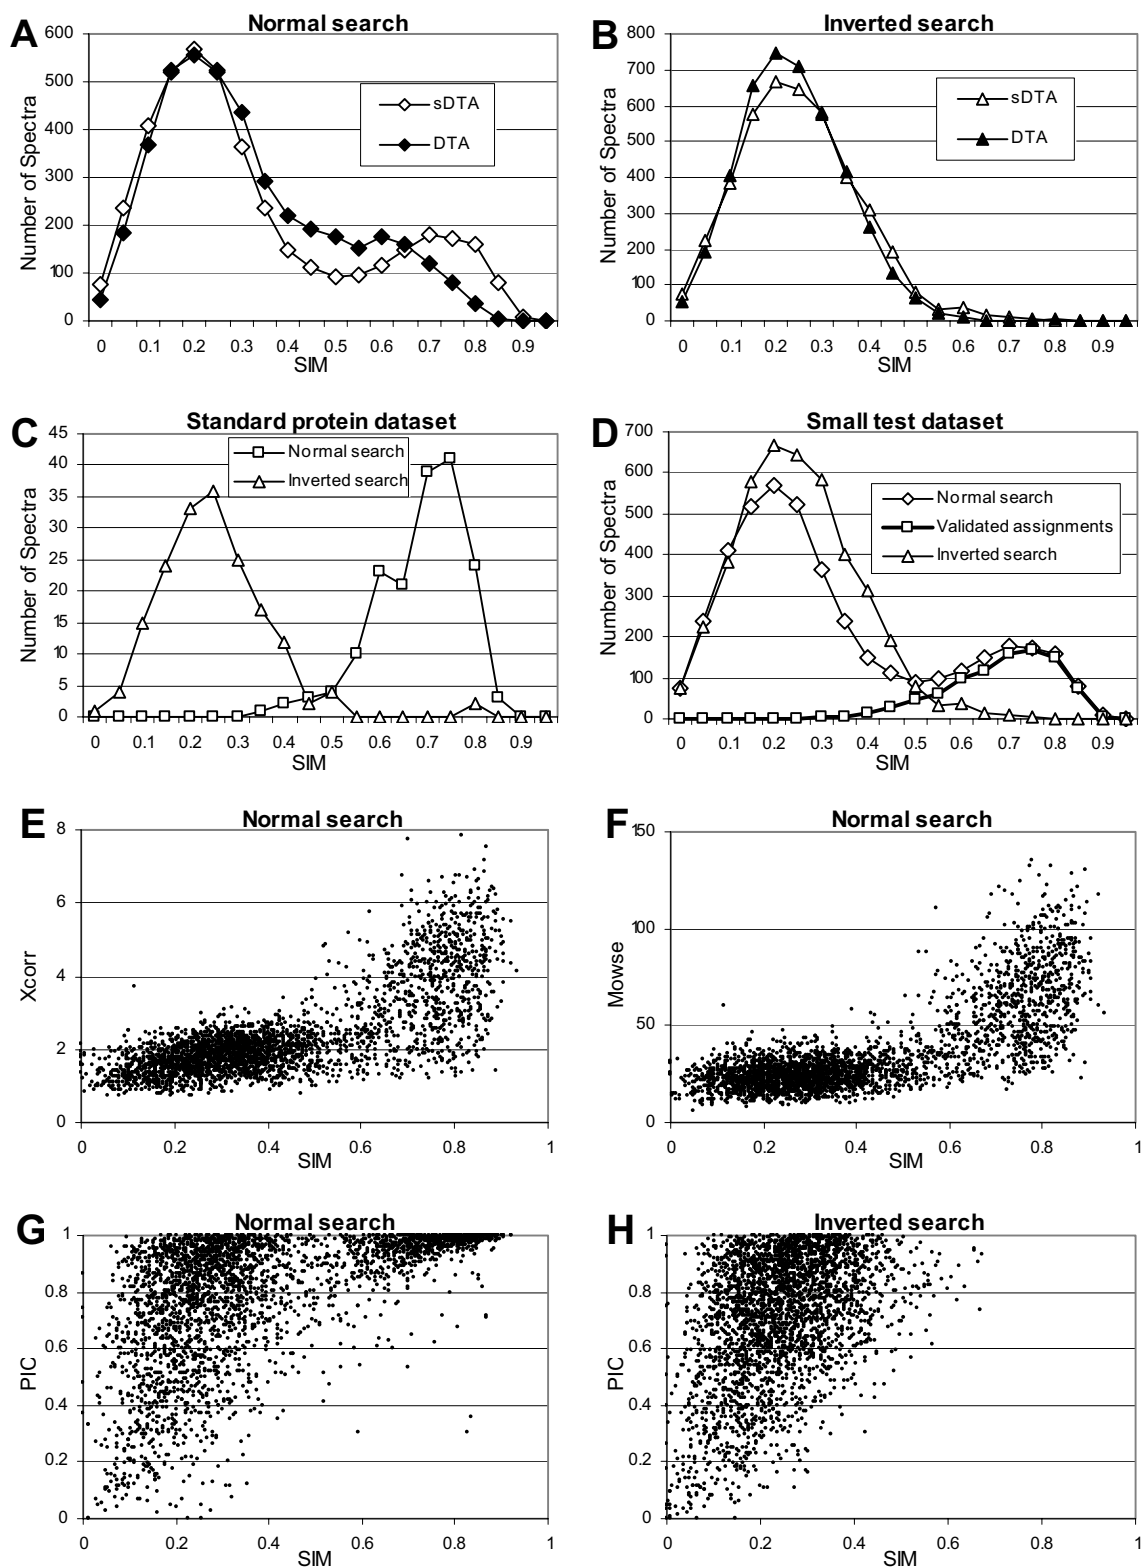 A
Normal search
600
500
400
300
200
100
0
Number of Spectra
sDTA
DTA
0 0.1 0.2 0.3 0.4 0.5 0.6 0.7 0.8 0.9
SIM
B
Inverted search
800
700
600
500
400
300
200
100
0
Number of Spectra
sDTA
DTA
0 0.1 0.2 0.3 0.4 0.5 0.6 0.7 0.8 0.9
SIM
C
Standard protein dataset
45
40
35
30
25
20
15
10
5
0
Number of Spectra
Normal search
Inverted search
0 0.1 0.2 0.3 0.4 0.5 0.6 0.7 0.8 0.9
SIM
D
Small test dataset
700
600
500
400
300
200
100
0
Number of Spectra
Normal search
Validated assignments
Inverted search
0 0.1 0.2 0.3 0.4 0.5 0.6 0.7 0.8 0.9
SIM
E
Normal search
8
6
4
2
0
Xcorr
0 0.2 0.4 0.6 0.8 1
SIM
F
Normal search
150
100
50
0
Mowse
0 0.2 0.4 0.6 0.8 1
SIM
G
Normal search
1
0.8
0.6
0.4
0.2
0
PIC
0 0.2 0.4 0.6 0.8 1
SIM
H
Inverted search
1
0.8
0.6
0.4
0.2
0
PIC
0 0.2 0.4 0.6 0.8 1
SIM